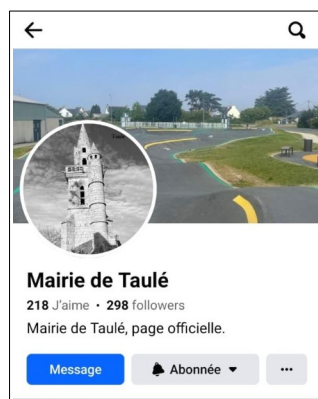 Mairie de Taulé
218 J'aime • 298 followers
Mairie de Taulé, page officielle.
Message
Abonnée